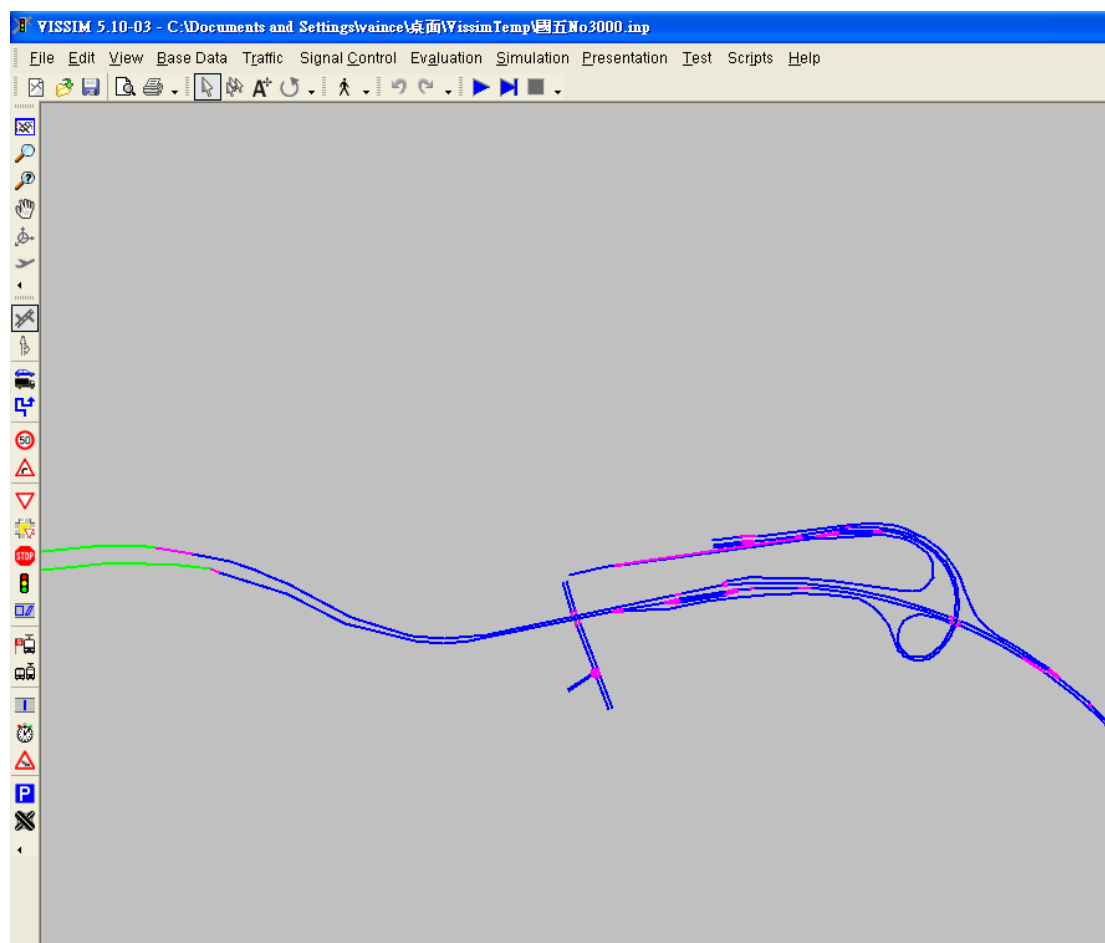 VISSIM 5.10-03 - C:\Documents and Settings\vaince\桌面\VissimTemp\國五No3000.inp
File Edit View Base Data Traffic Signal Control Evaluation Simulation Presentation Test Scripts Help
A
?
50
STOP
P